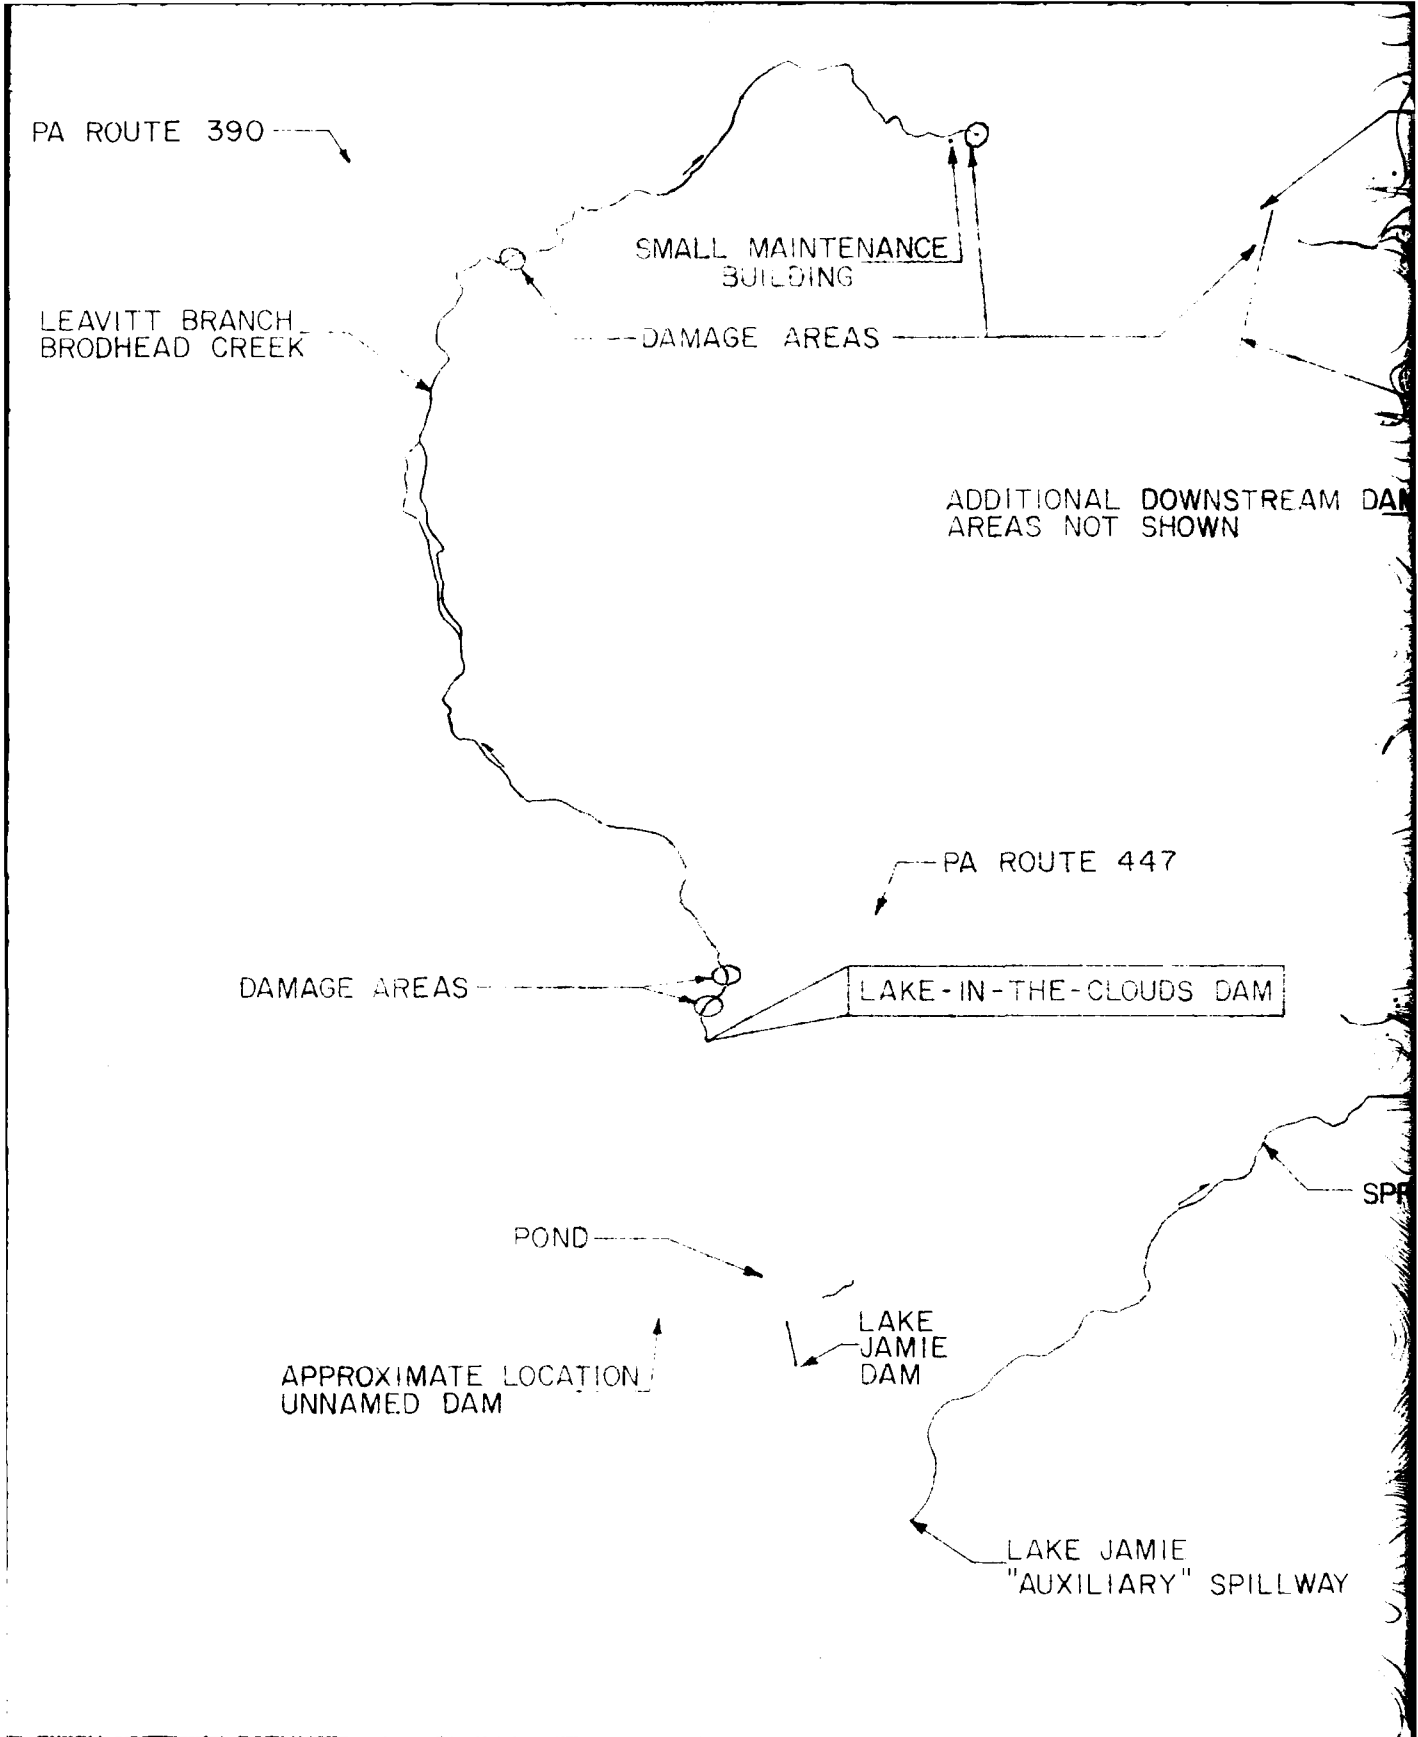 PA ROUTE 390
SMALL MAINTENANCE
BUILDING
LEAVITT BRANCH
BRODHEAD CREEK
DAMAGE AREAS
ADDITIONAL DOWNSTREAM
AREAS NOT SHOWN
PA ROUTE 447
DAMAGE AREAS
LAKE-IN-THE-CLOUDS DAM
POND
LAKE
JAMIE
DAM
APPROXIMATE LOCATION
UNNAMED DAM
LAKE JAMIE
"AUXILIARY" SPILLWAY